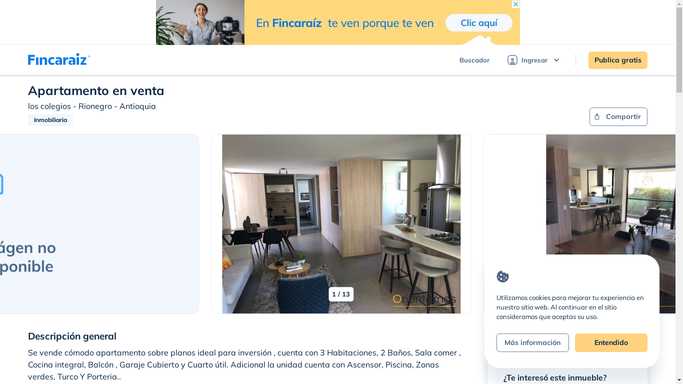 En Fincaraíz te ven porque te ven
Clic aquí
Fincaraíz
Buscador
Ingresar
Publica gratis
Apartamento en venta
los colegios - Rionegro - Antioquia
Inmobiliaria
Compartir
ágen no
ponible
1 / 13
Utilizamos cookies para mejorar tu experiencia en
nuestro sitio web. Al continuar en el sitio
consideramos que aceptas su uso.
Más información
Entendido
Descripción general
Se vende cómodo apartamento sobre planos ideal para inversión , cuenta con 3 Habitaciones, 2 Baños, Sala comer ,
Cocina integral, Balcón , Garaje Cubierto y Cuarto útil. Adicional la unidad cuenta con Ascensor, Piscina, Zonas
verdes, Turco Y Porteria..
¿Te interesó este inmueble?